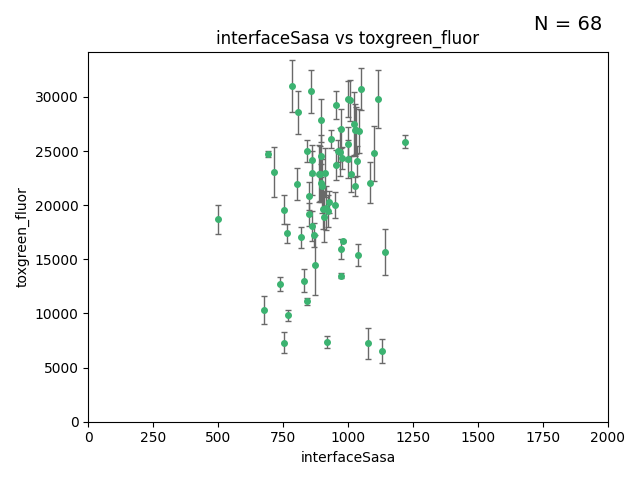 N = 68
interfaceSasa vs toxgreen_fluor
toxgreen_fluor
30000
25000
20000
15000
10000
5000
0
0 250 500 750 1000 1250 1500 1750 2000
interfaceSasa